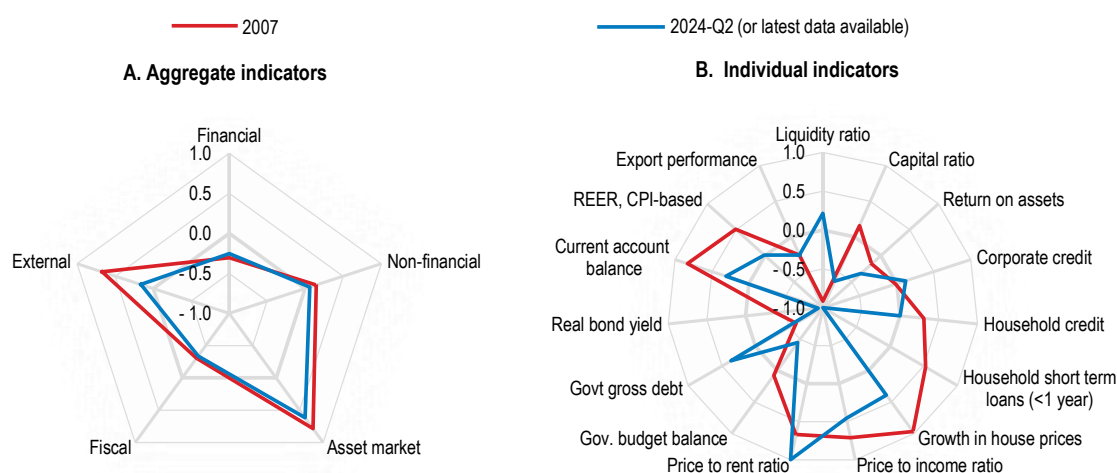 2007
2024-Q2 (or latest data available)
A. Aggregate indicators
Financial
1.0
0.5
0.0
- 0.5
- 1.0
External
Non-financial
Fiscal
Asset market
B. Individual indicators
Liquidity ratio
1.0
0.5
0.0
- 0.5
- 1.0
Export performance
Capital ratio
REER, CPI-based
Return on assets
Current account
balance
Corporate credit
Real bond yield
Household credit
Govt gross debt
Household short term
loans (<1 year)
Gov. budget balance
Growth in house prices
Price to rent ratio
Price to income ratio